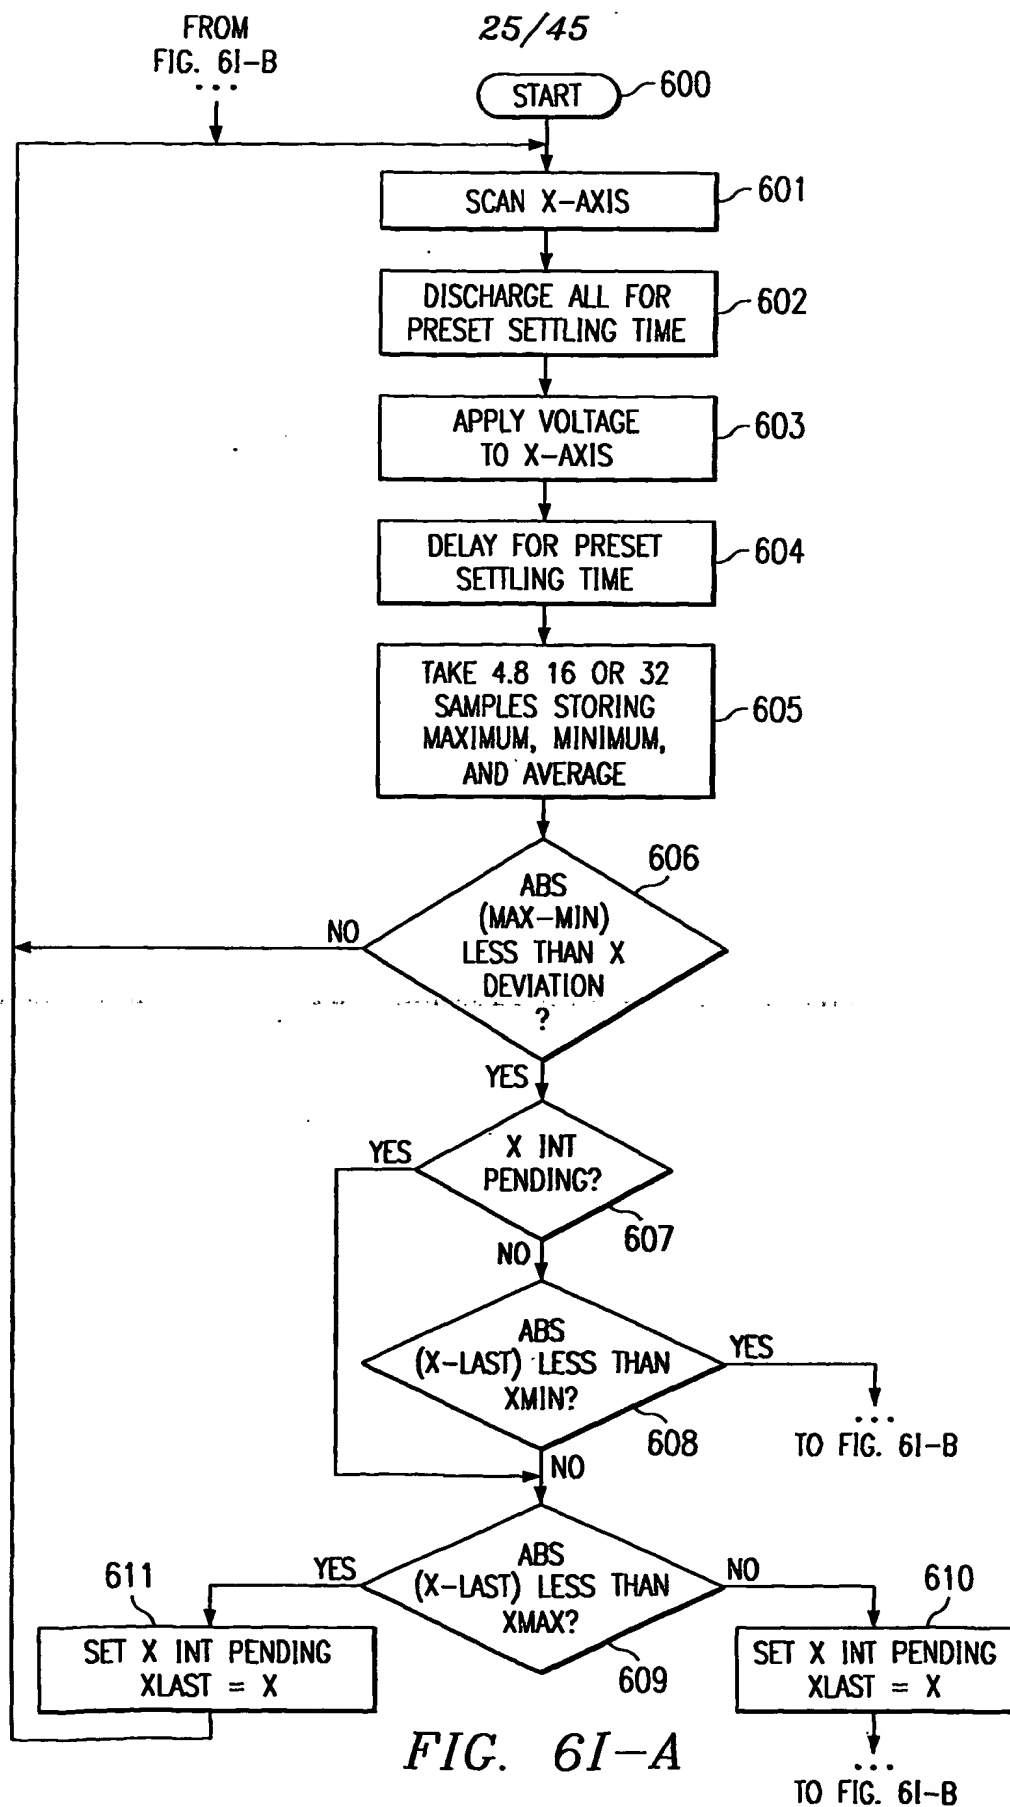 FROM
FIG. 6I-B
...
25/45
START
600
SCAN X-AXIS
601
DISCHARGE ALL FOR
PRESET SETTLING TIME
602
APPLY VOLTAGE
TO X-AXIS
603
DELAY FOR PRESET
SETTLING TIME
604
TAKE 4.8 16 OR 32
SAMPLES STORING
MAXIMUM, MINIMUM,
AND AVERAGE
605
606
ABS
(MAX-MIN)
LESS THAN X
DEVIATION
?
NO
YES
X INT
PENDING?
YES
607
NO
ABS
(X-LAST) LESS THAN
XMIN?
YES
608
...
TO FIG. 6I-B
NO
ABS
(X-LAST) LESS THAN
XMAX?
YES
NO
609
611
SET X INT PENDING
XLAST = X
610
SET X INT PENDING
XLAST = X
FIG. 6I-A
...
TO FIG. 6I-B